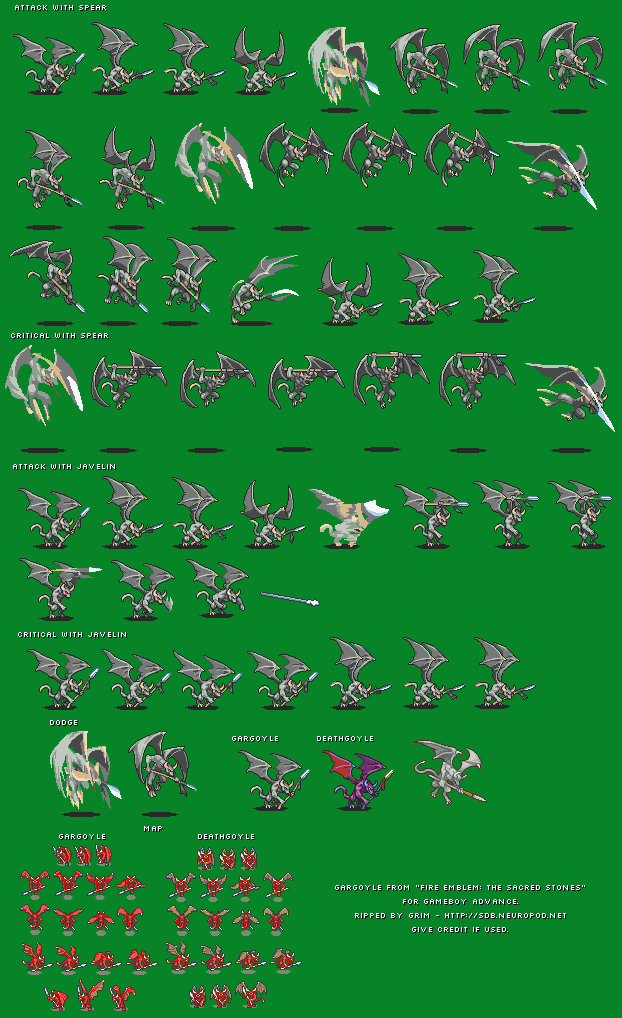 ATTACK WITH SPEAR
CRITICAL WITH SPEAR
ATTACK WITH JAVELIN
CRITICAL WITH JAVELIN
DODGE
GARGOYLE
DEATHGOYLE
MAP
GARGOYLE
DEATHGOYLE
GARGOYLE FROM "FIRE EMBLEM: THE SACRED STONES"
FOR GAMEBOY ADVANCE.
RIPPED BY GRIM - HTTP://SDB.NEUROPOD.NET
GIVE CREDIT IF USED.